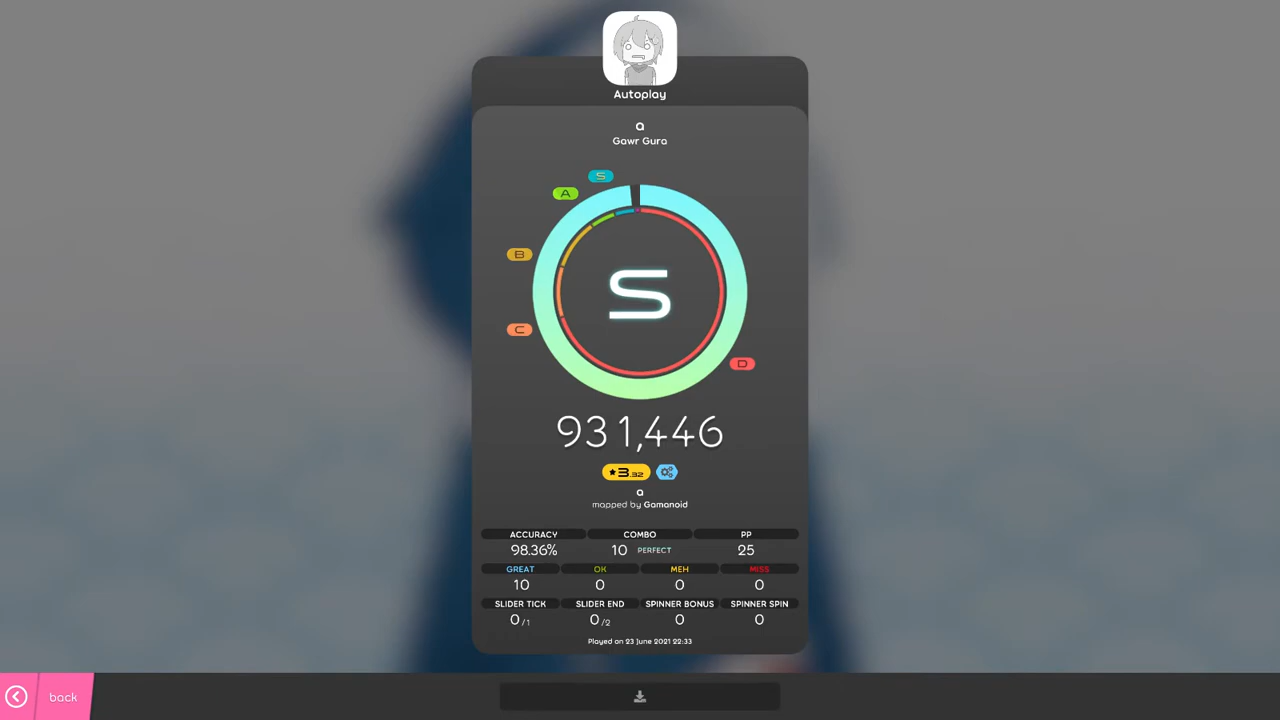 Autoplay
a
Gawr Gura
S
A
B
C
D
S
931,446
3.32
a
mapped by Gamanoid
ACCURACY COMBO PP
98.36% 10 PERFECT 25
GREAT OK MEH MISS
10 0 0 0
SLIDER TICK SLIDER END SPINNER BONUS SPINNER SPIN
0/1 0/2 0 0
Played on 23 June 2021 22:33
back